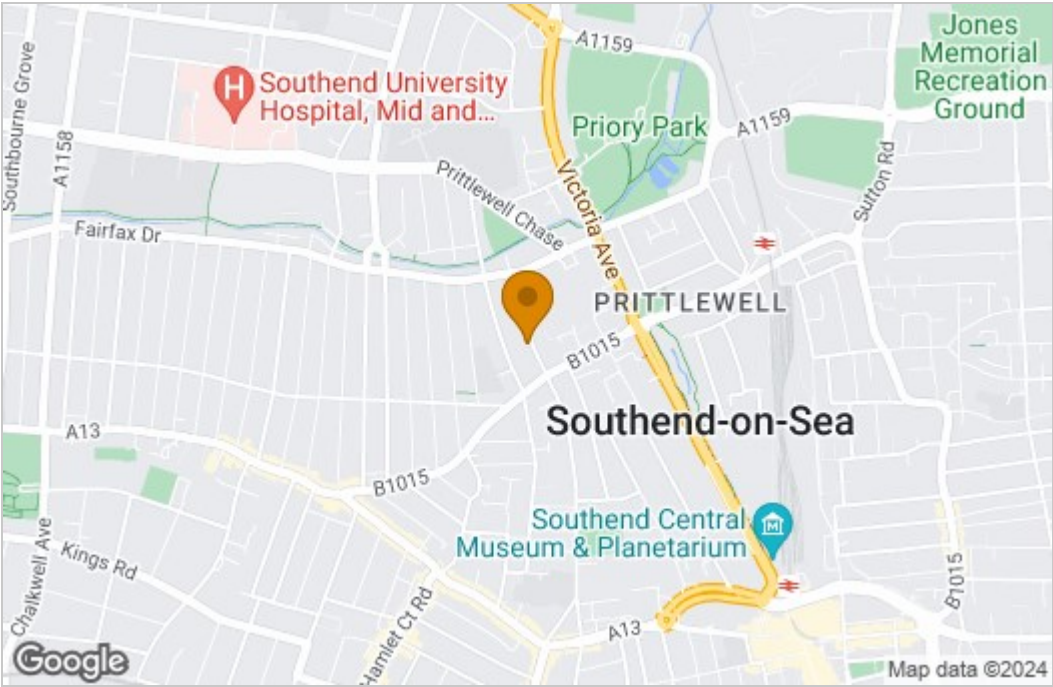 A1159
Jones
Memorial
Recreation
Ground
Southbourne Grove
H
Southend University
Hospital, Mid and...
A1158
Priory Park
A1159
Prittlewell Chase
Victoria Ave
Sutton Rd
Fairfax Dr
PRITTLEWELL
B1015
Southend-on-Sea
A13
B1015
Southend Central
Museum & Planetarium
M
Kings Rd
Chalkwell Ave
Hamlet Ct Rd
A13
B1015
Google
Map data ©2024